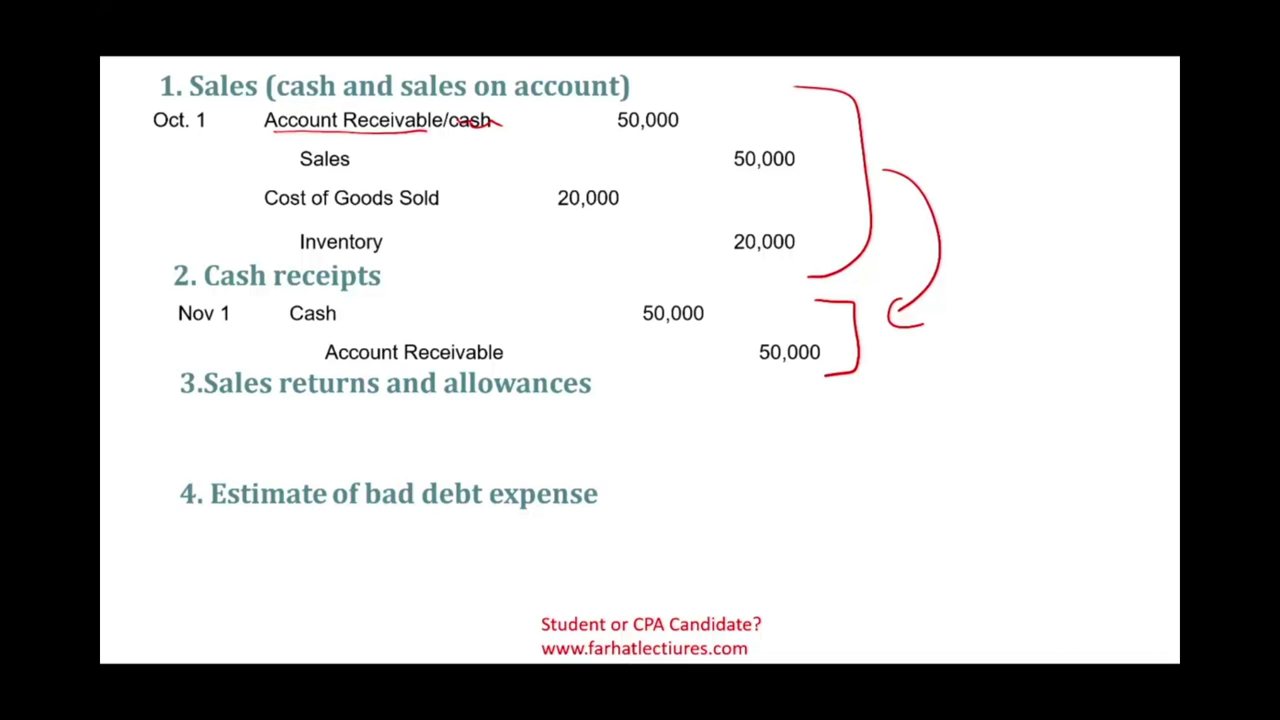 1. Sales (cash and sales on account)
Oct. 1 Account Receivable/cash 50,000
Sales 50,000
Cost of Goods Sold 20,000
Inventory 20,000
2. Cash receipts
Nov 1 Cash 50,000
Account Receivable 50,000
3.Sales returns and allowances
4. Estimate of bad debt expense
Student or CPA Candidate?
www.farhatlectiures.com